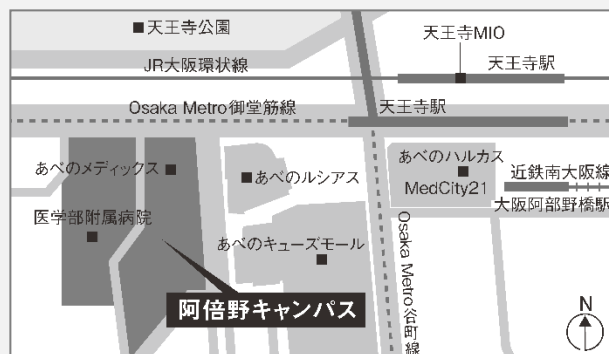 天王寺公園
天王寺MIO
JR大阪環状線
天王寺駅
Osaka Metro御堂筋線
天王寺駅
あべのメディックス
あべのルシアス
あべのハルカス
MedCity21
近鉄南大阪線
大阪阿部野橋駅
医学部附属病院
あべのキューズモール
Osaka Metro谷町線
阿倍野キャンパス
N